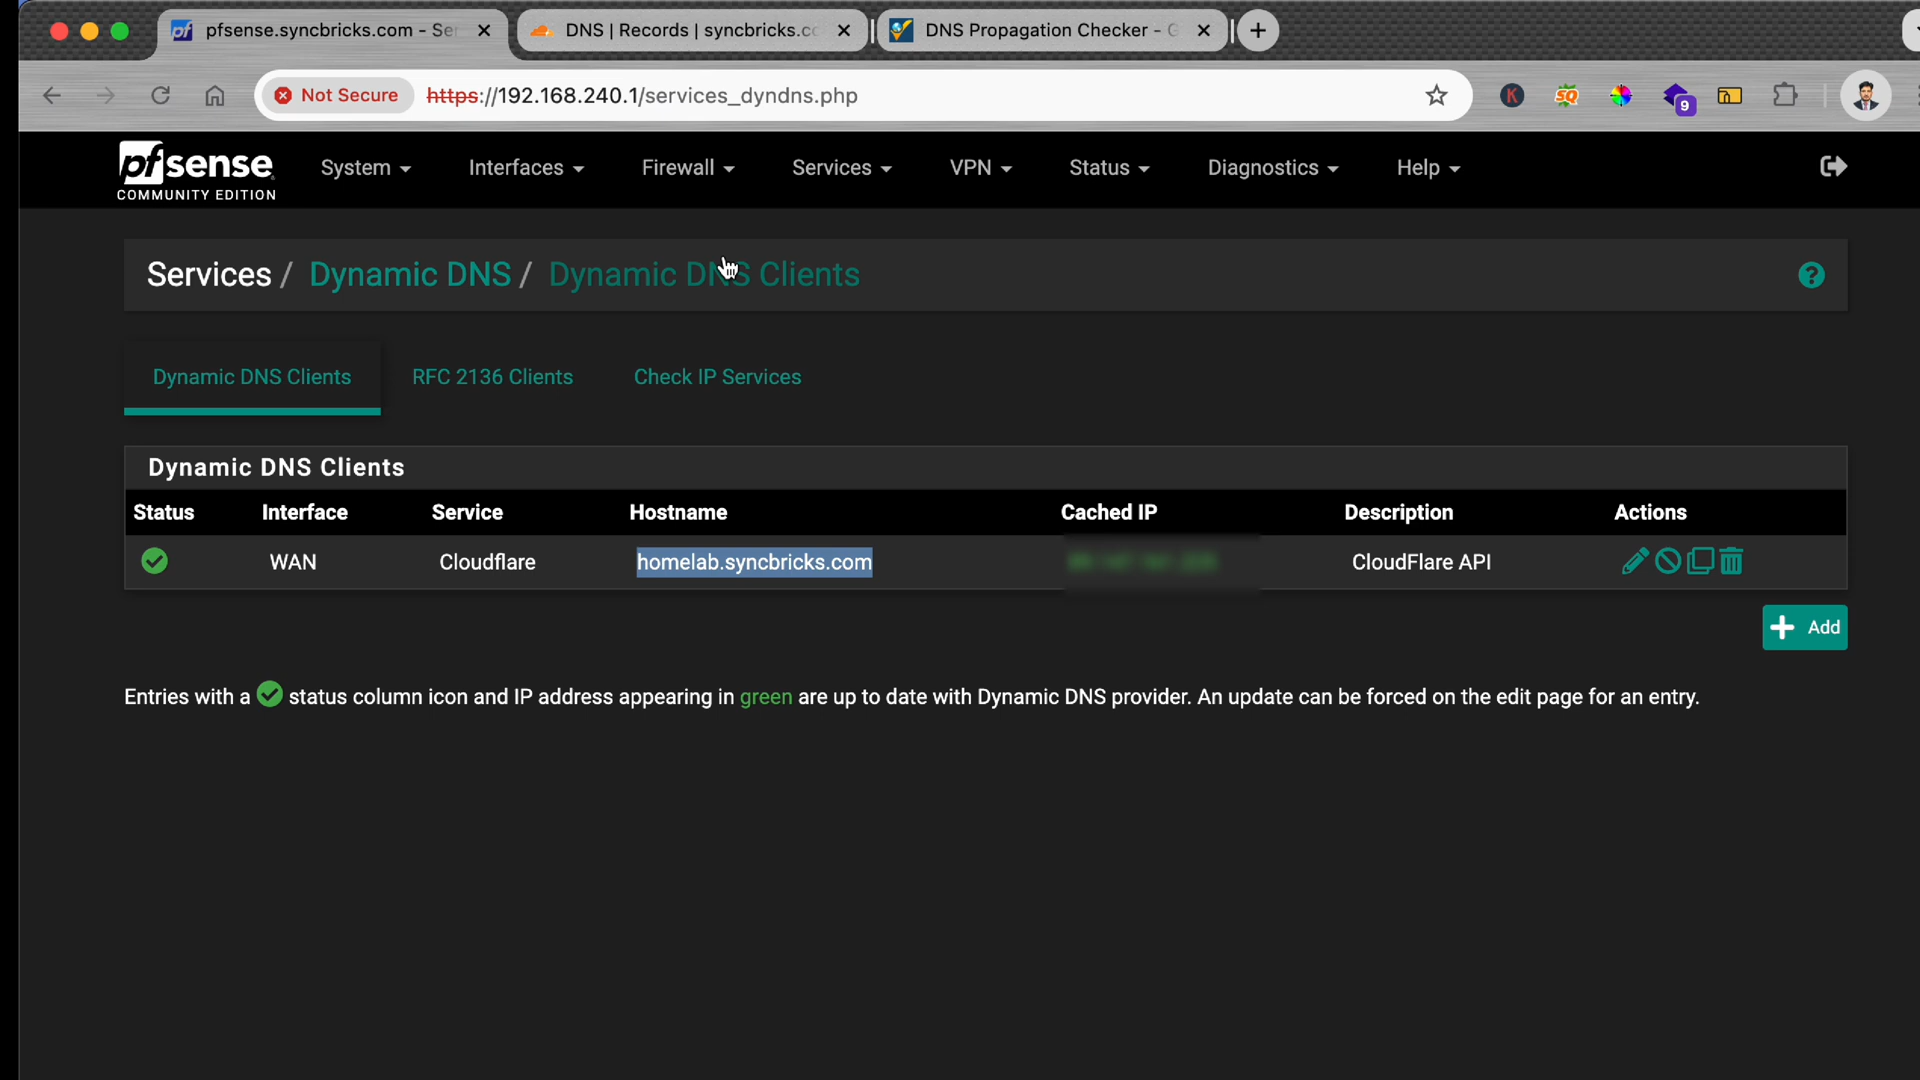 pfsense.syncbricks.com - Se
DNS | Records | syncbricks.c
DNS Propagation Checker - G
Not Secure https://192.168.240.1/services_dyndns.php
K
SQ
9
pfsense
COMMUNITY EDITION
System Interfaces Firewall Services VPN Status Diagnostics Help
Services / Dynamic DNS / Dynamic DNS Clients
Dynamic DNS Clients RFC 2136 Clients Check IP Services
Dynamic DNS Clients
Status Interface Service Hostname Cached IP Description Actions
WAN Cloudflare homelab.syncbricks.com CloudFlare API
Add
Entries with a status column icon and IP address appearing in green are up to date with Dynamic DNS provider. An update can be forced on the edit page for an entry.